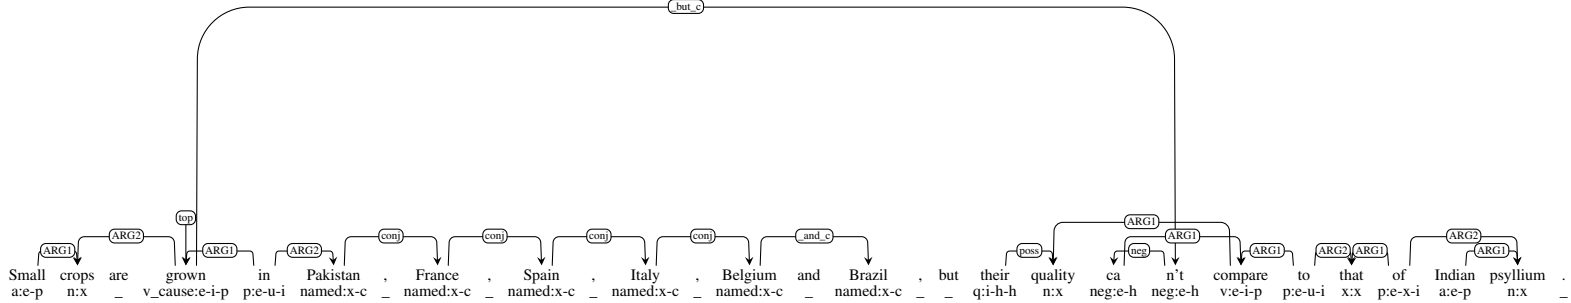 _but_c
top
ARG1 ARG1
ARG1 ARG2 ARG1 ARG2 conj conj conj conj _and_c poss neg ARG1 ARG2 ARG1 ARG2 ARG1
Small crops are grown in Pakistan , France , Spain , Italy , Belgium and Brazil , but their quality ca n't compare to that of Indian psyllium .
a:e-p n:x _ v_cause:e-i-p p:e-u-i named:x-c _ named:x-c _ named:x-c _ named:x-c _ named:x-c _ named:x-c _ _ q:i-h-h n:x neg:e-h neg:e-h v:e-i-p p:e-u-i x:x p:e-x-i a:e-p n:x _